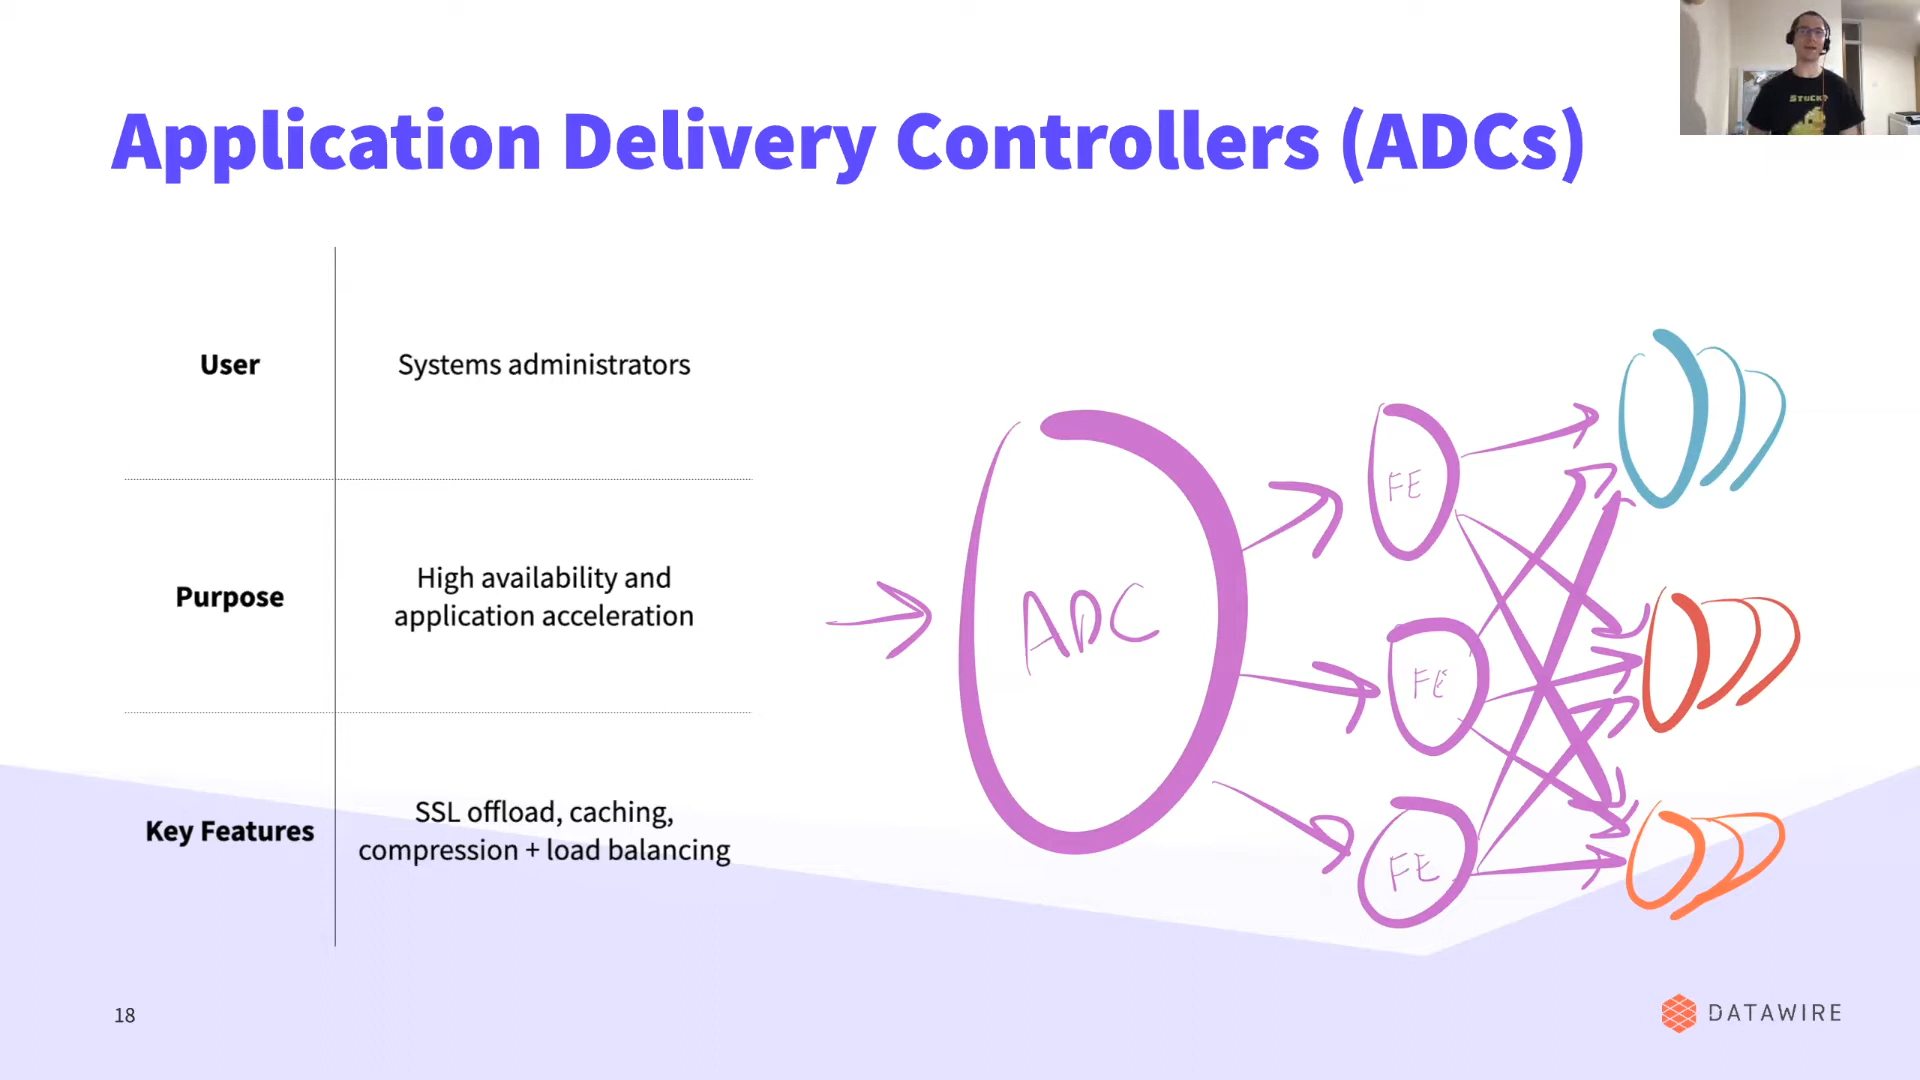 Application Delivery Controllers (ADCs)
STUCK?
User
Systems administrators
Purpose
High availability and
application acceleration
Key Features
SSL offload, caching,
compression + load balancing
ADC
FE
FE
FE
18
DATAWIRE